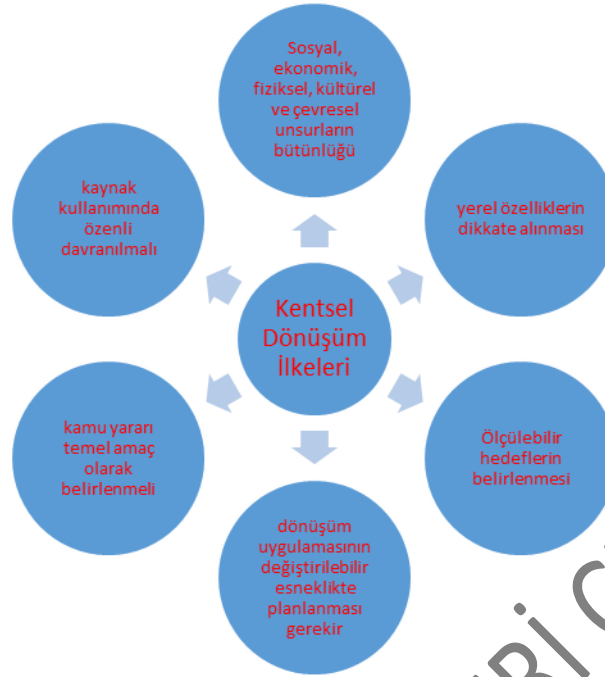 Sosyal,
ekonomik,
fiziksel, kültürel
ve çevresel
unsurların
bütünlüğü
yerel özelliklerin
dikkate alınması
Ölçülebilir
hedeflerin
belirlenmesi
dönüşüm
uygulamasının
değiştirilebilir
esneklikte
planlanması
gerekir
kamu yararı
temel amaç
olarak
belirlenmeli
kaynak
kullanımında
özenli
davranılmalı
Kentsel
Dönüşüm
İlkeleri